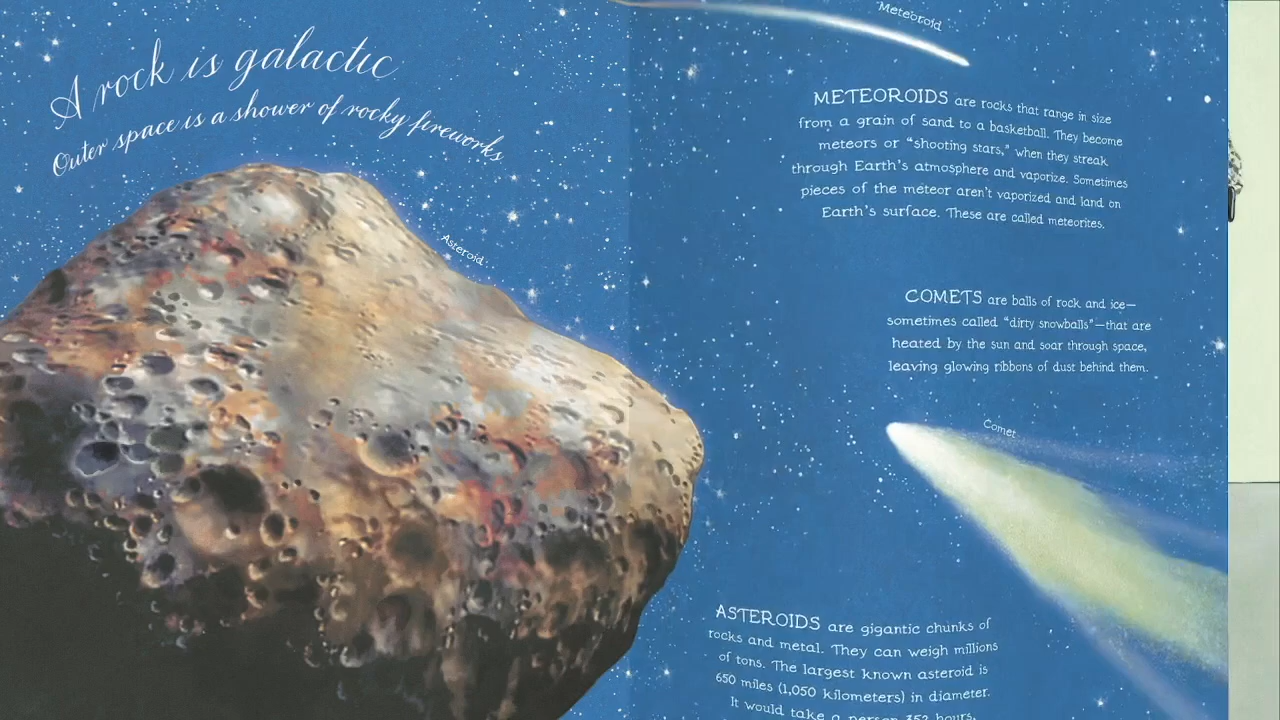 A rock is galactic
Outer space is a shower of rocky fireworks
Asteroid
Meteoroid
METEOROIDS are rocks that range in size
from a grain of sand to a basketball. They become
meteors or “shooting stars,” when they streak
through Earth’s atmosphere and vaporize. Sometimes
pieces of the meteor aren’t vaporized and land on
Earth’s surface. These are called meteorites.
COMETS are balls of rock and ice—
sometimes called “dirty snowballs”—that are
heated by the sun and soar through space,
leaving glowing ribbons of dust behind them.
Comet
ASTEROIDS are gigantic chunks of
rocks and metal. They can weigh millions
of tons. The largest known asteroid is
650 miles (1,050 kilometers) in diameter.
It would take a person 352 hours,